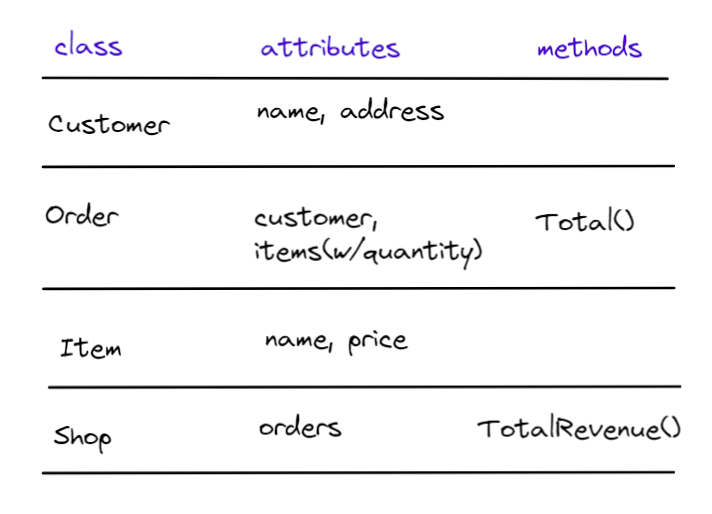 class attributes methods
Customer name, address
Order customer, Total()
items(w/quantity)
Item name, price
Shop orders TotalRevenue()